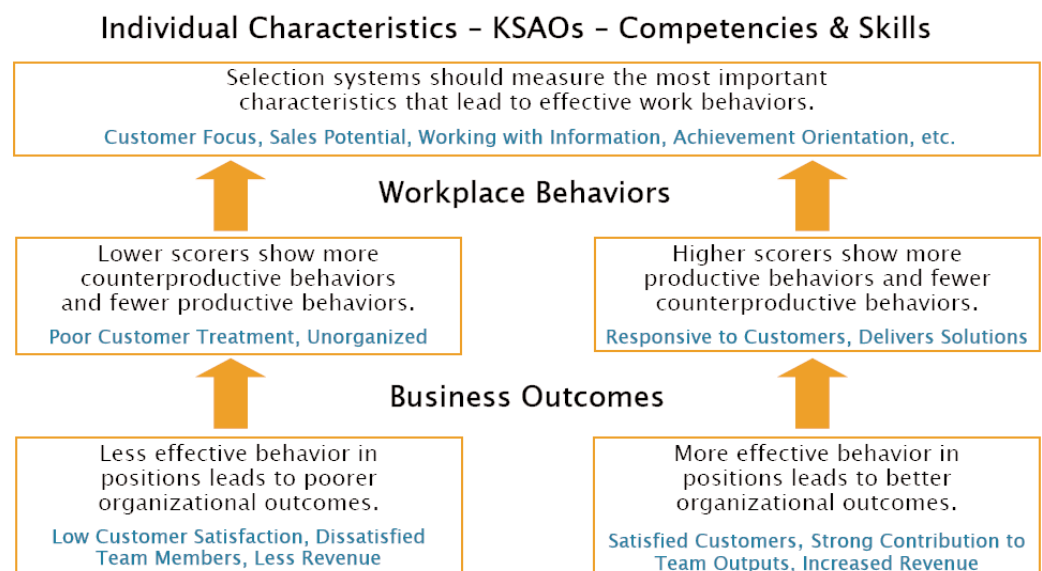 Individual Characteristics – KSAOs – Competencies & Skills
Selection systems should measure the most important
characteristics that lead to effective work behaviors.
Customer Focus, Sales Potential, Working with Information, Achievement Orientation, etc.
Workplace Behaviors
Lower scorers show more
counterproductive behaviors
and fewer productive behaviors.
Poor Customer Treatment, Unorganized
Higher scorers show more
productive behaviors and fewer
counterproductive behaviors.
Responsive to Customers, Delivers Solutions
Business Outcomes
Less effective behavior in
positions leads to poorer
organizational outcomes.
Low Customer Satisfaction, Dissatisfied
Team Members, Less Revenue
More effective behavior in
positions leads to better
organizational outcomes.
Satisfied Customers, Strong Contribution to
Team Outputs, Increased Revenue